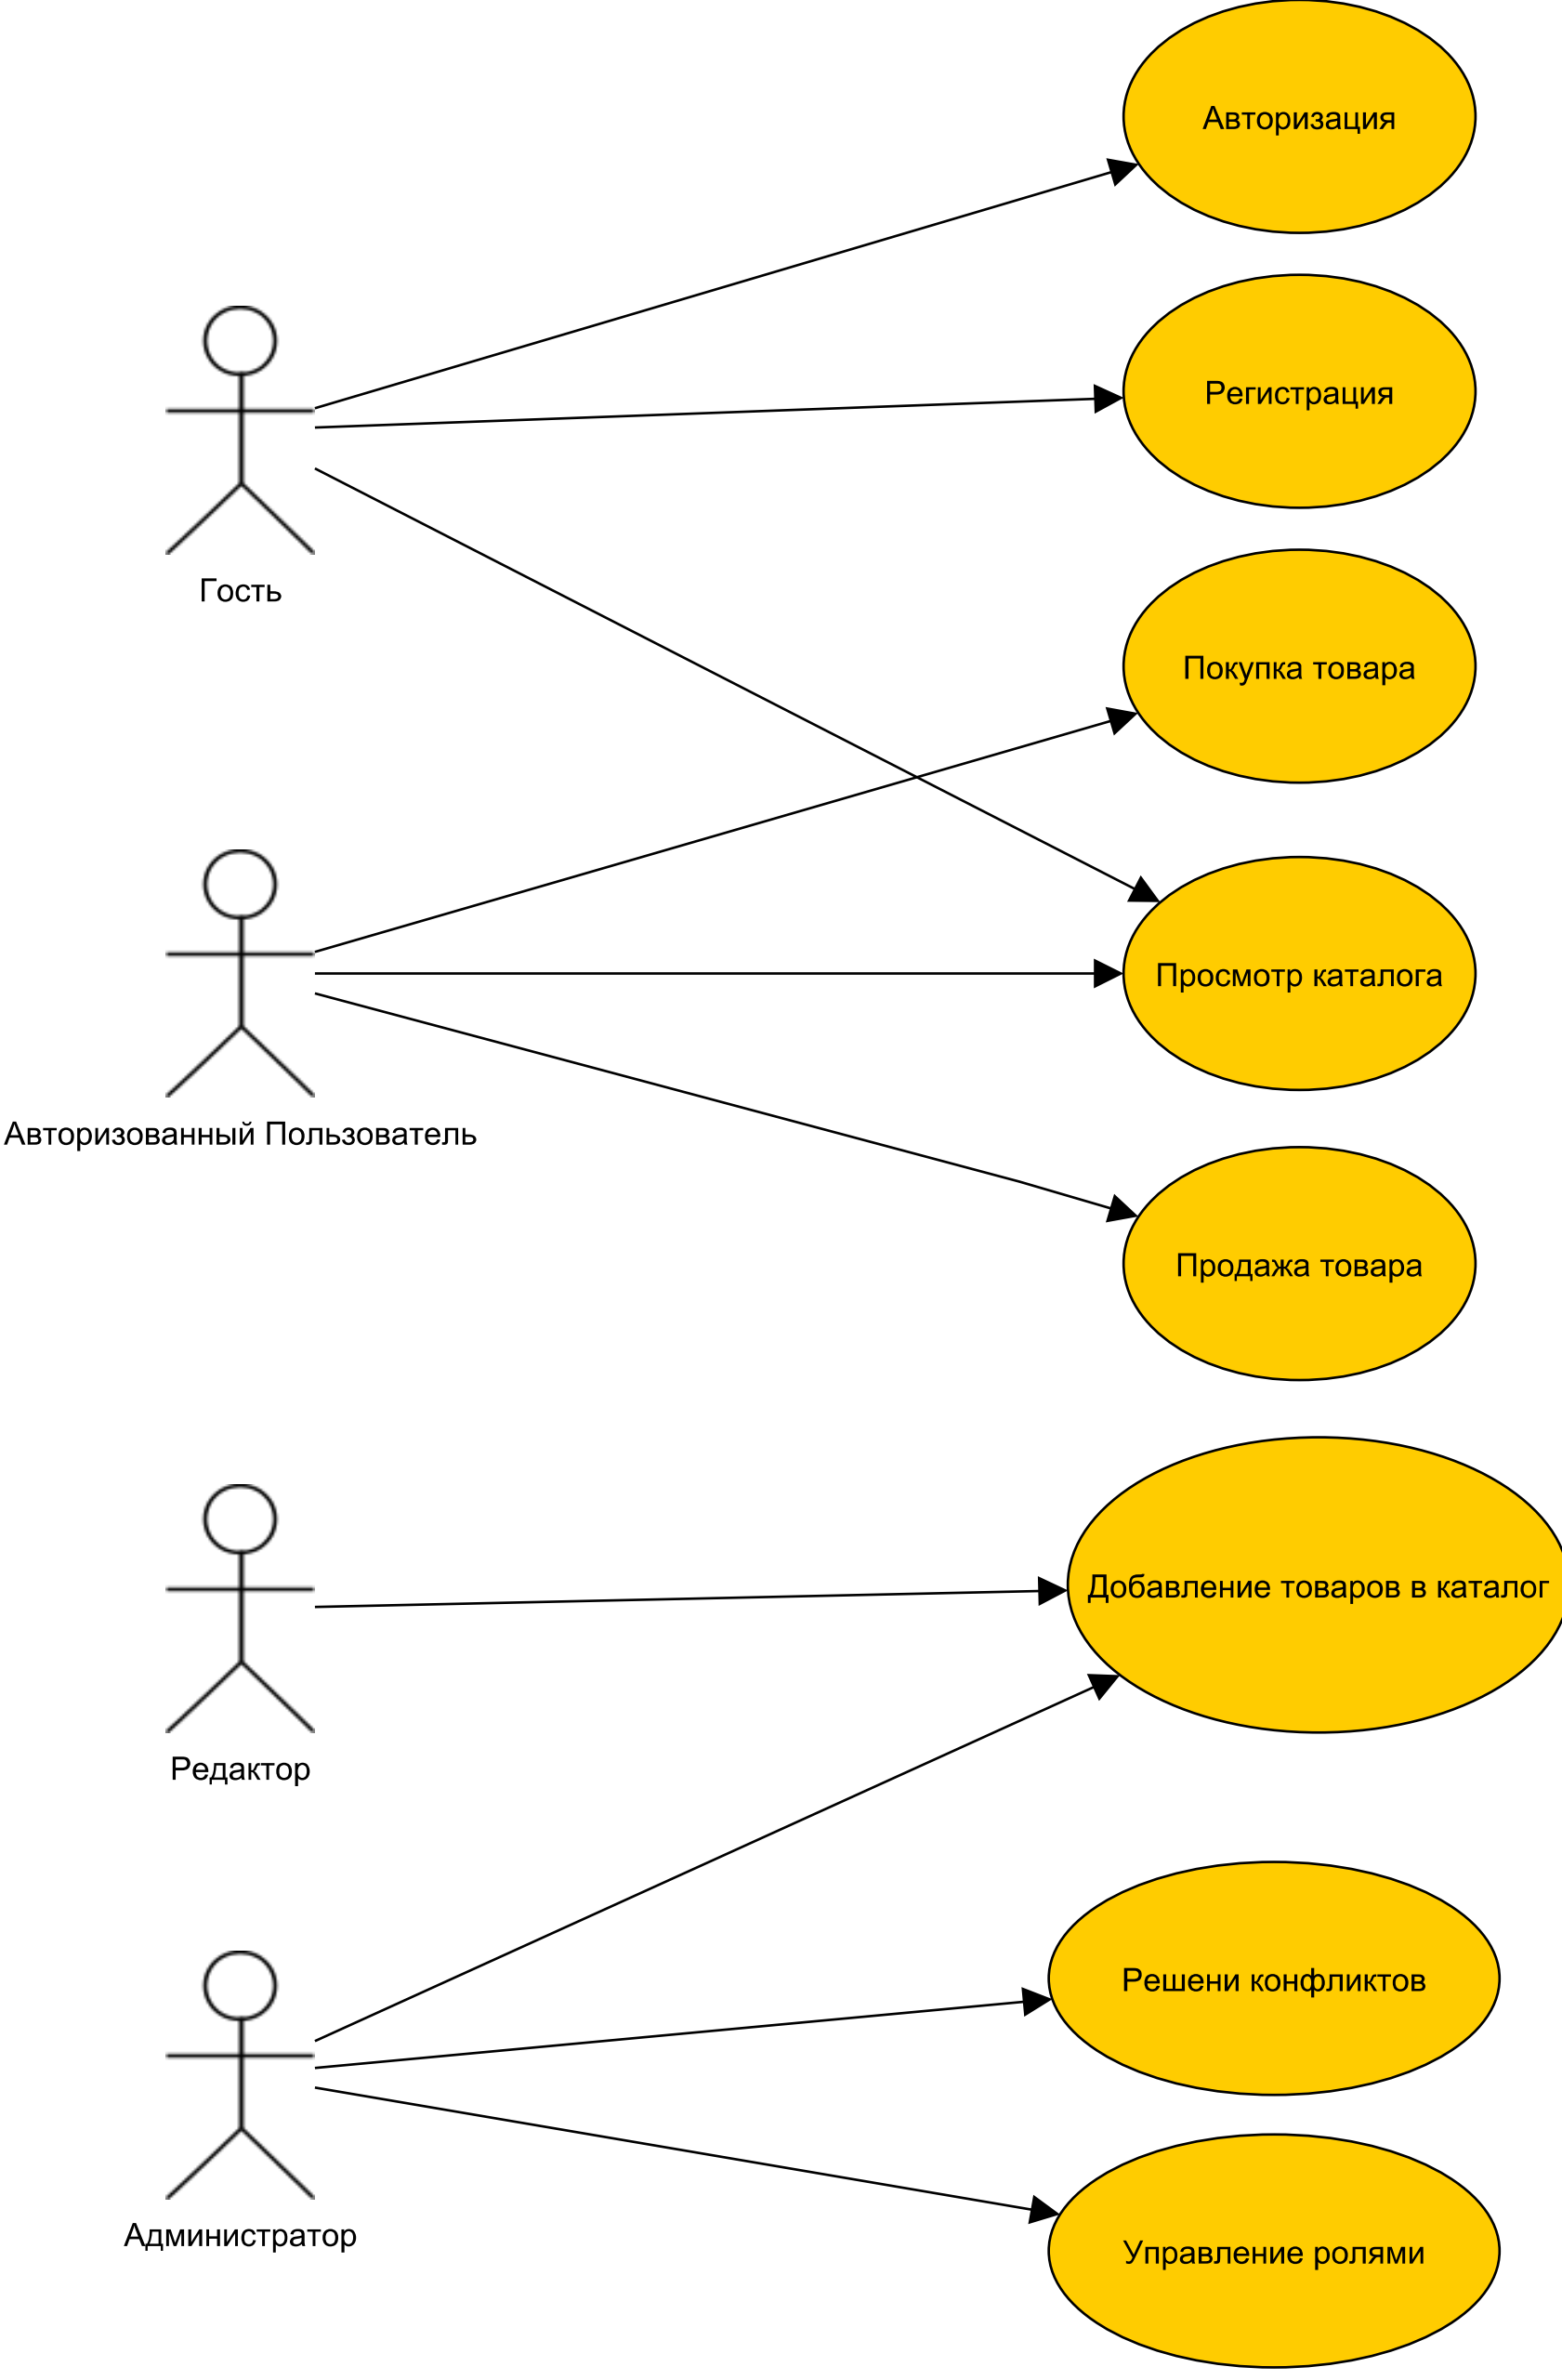 Авторизация
Регистрация
Гость
Покупка товара
Просмотр каталога
Авторизованный Пользователь
Продажа товара
Добавление товаров в каталог
Редактор
Решени конфликтов
Администратор
Управление ролями